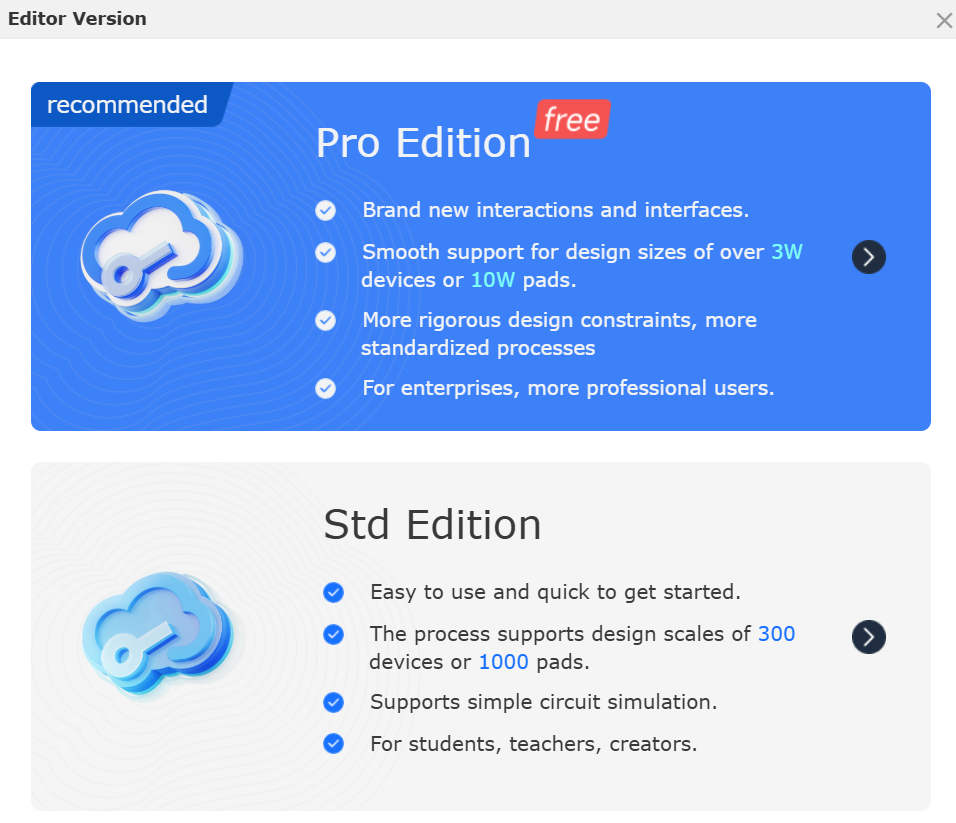 Editor Version
recommended
Pro Edition free
Brand new interactions and interfaces.
Smooth support for design sizes of over 3W
devices or 10W pads.
More rigorous design constraints, more
standardized processes
For enterprises, more professional users.
Std Edition
Easy to use and quick to get started.
The process supports design scales of 300
devices or 1000 pads.
Supports simple circuit simulation.
For students, teachers, creators.